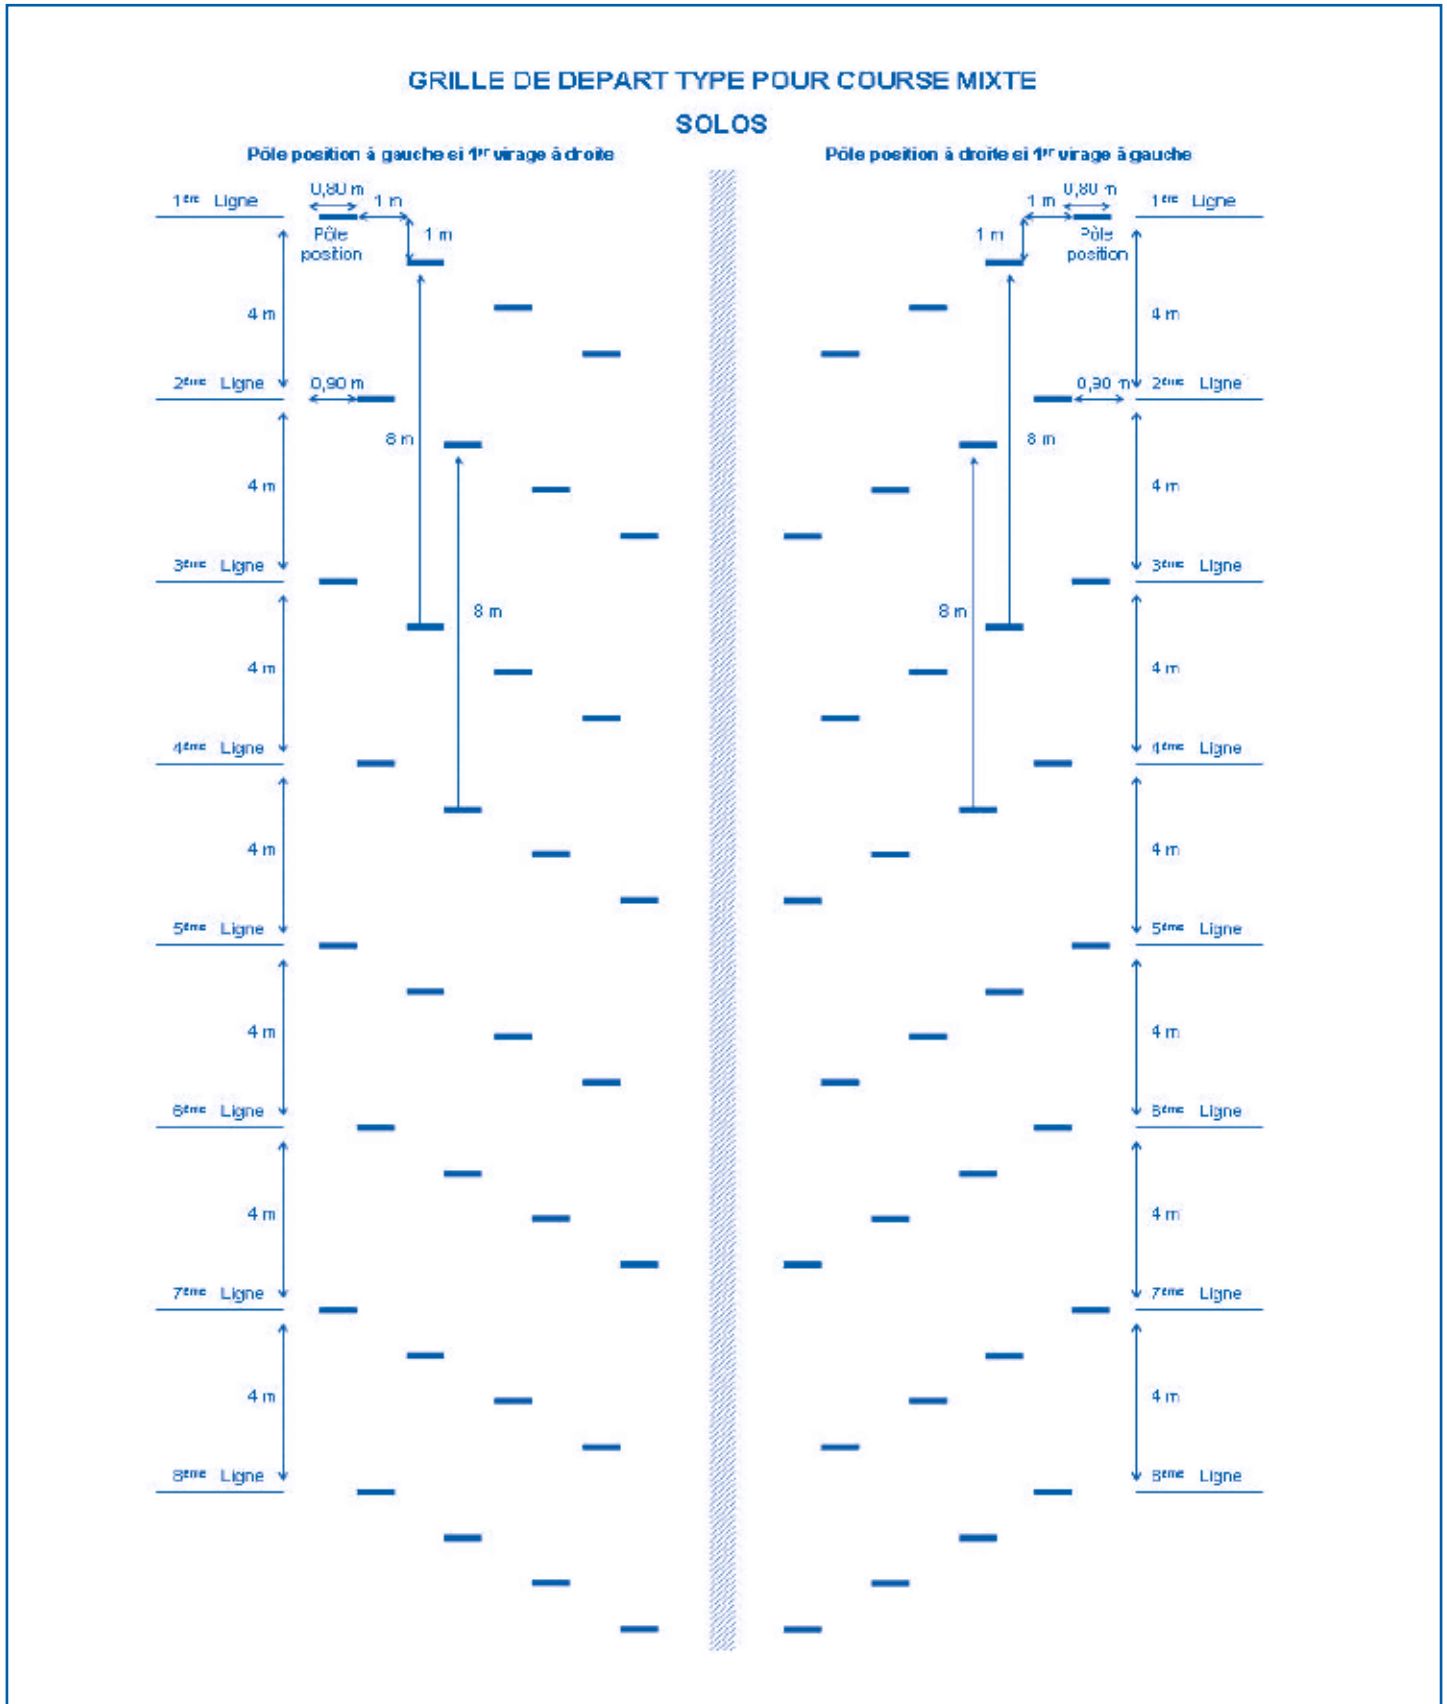 GRILLE DE DEPART TYPE POUR COURSE MIXTE
SOLOS
Pôle position à gauche si 1er virage à droite
0,80 m
1 m
1ère Ligne
Pôle
position
1 m
4 m
2ème Ligne
0,90 m
8 m
4 m
3ème Ligne
8 m
4 m
4ème Ligne
4 m
5ème Ligne
4 m
6ème Ligne
4 m
7ème Ligne
4 m
8ème Ligne
Pôle position à droite si 1er virage à gauche
0,80 m
1 m
1ère Ligne
1 m
Pôle
position
4 m
0,90 m
2ème Ligne
8 m
4 m
3ème Ligne
8 m
4 m
4ème Ligne
4 m
5ème Ligne
4 m
6ème Ligne
4 m
7ème Ligne
4 m
8ème Ligne